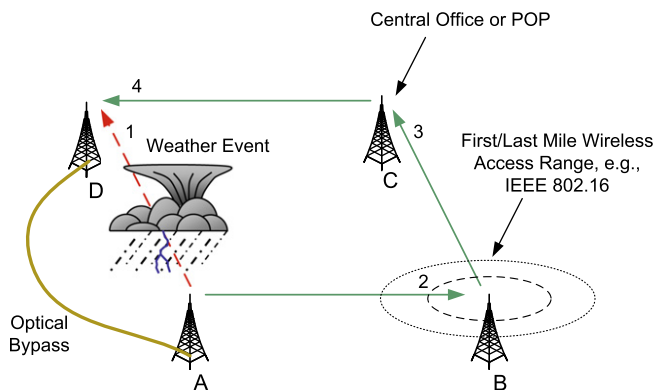 Central Office or POP
4
1
3
Weather Event
First/Last Mile Wireless
Access Range, e.g.,
IEEE 802.16
D
C
2
Optical
Bypass
A
B